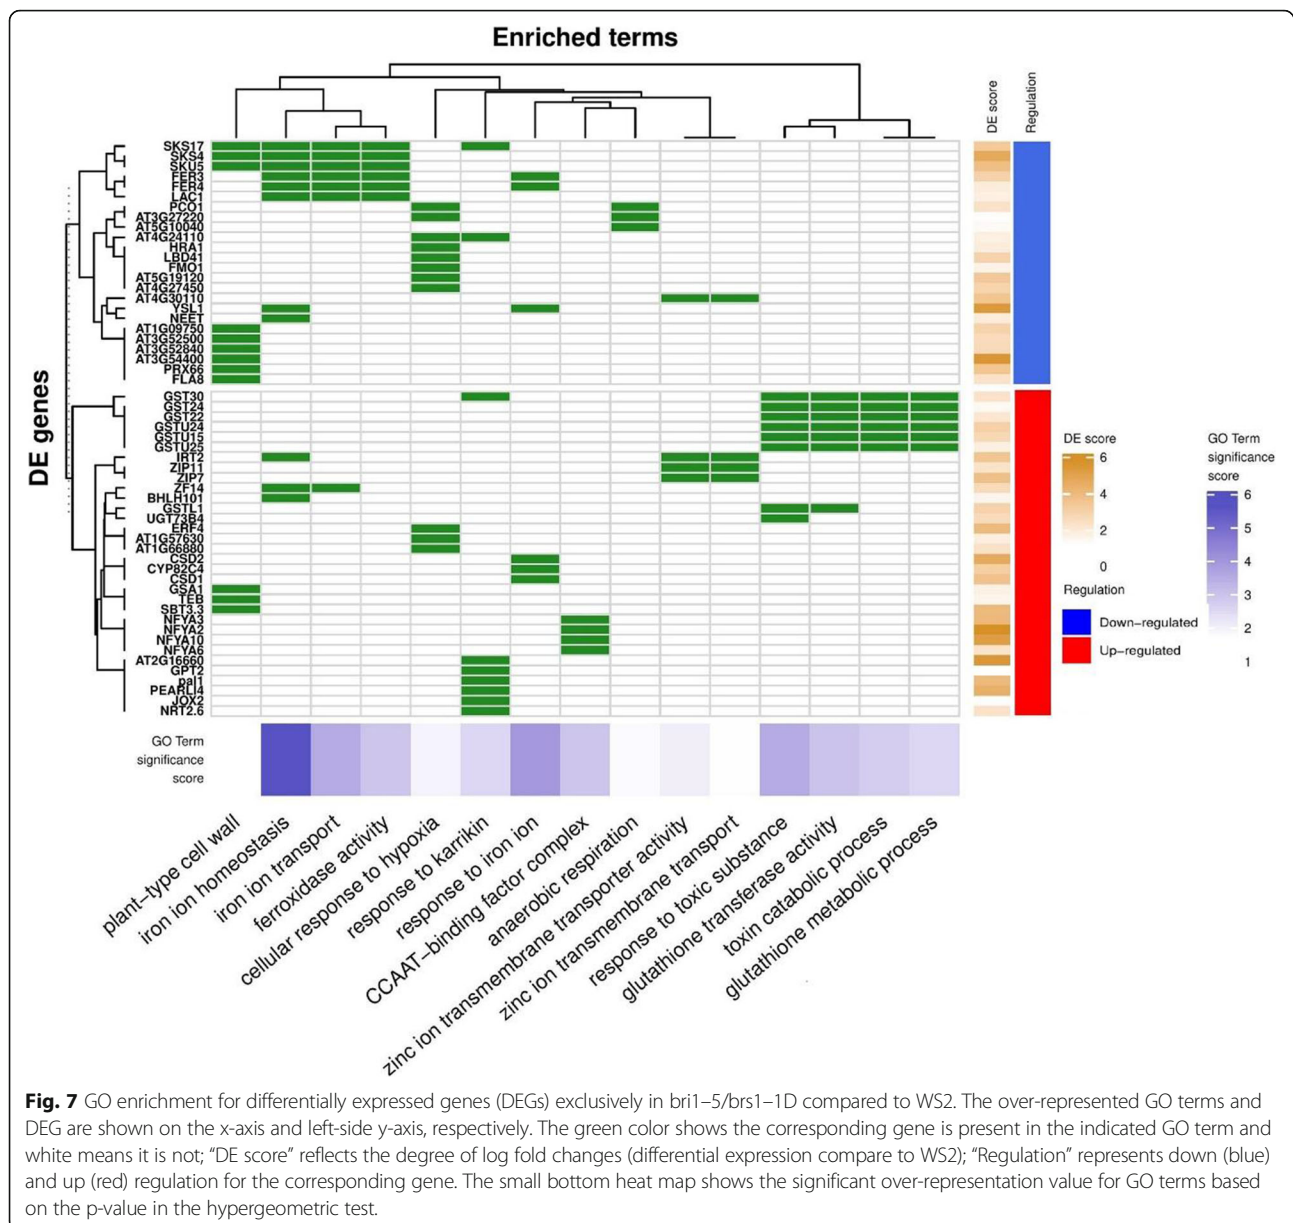 Enriched terms
DE score
Regulation
DE genes
SKS17
SKS4
SKU5
FER3
FER4
LAC1
PCO1
AT3G27220
AT5G10040
AT4G24110
HRA1
LBD41
FMO1
AT5G19120
AT4G27450
AT4G30110
YSL1
NEET
AT1G09750
AT3G52500
AT3G52840
AT3G54400
PRX66
FLA8
GST30
GST24
GST22
GSTU24
GSTU15
GSTU25
IRT2
ZIP11
ZIP7
ZF14
BHLH101
GSTL1
UGT73B4
ERF4
AT1G57630
AT1G66880
CSD2
CYP82C4
CSD1
GSA1
TEB
SBT3.3
NFYA3
NFYA2
NFYA10
NFYA6
AT2G16660
GPT2
pal1
PEARLI4
JOX2
NRT2.6
DE score
6
4
2
0
Regulation
Down-regulated
Up-regulated
GO Term
significance
score
6
5
4
3
2
1
GO Term
significance
score
plant-type cell wall
iron ion homeostasis
iron ion transport
ferroxidase activity
cellular response to hypoxia
response to karrikin
response to iron ion
CCAAT-binding factor complex
anaerobic respiration
zinc ion transmembrane transporter activity
zinc ion transmembrane transport
response to toxic substance
glutathione transferase activity
toxin catabolic process
glutathione metabolic process
Fig. 7 GO enrichment for differentially expressed genes (DEGs) exclusively in bri1–5/brs1–1D compared to WS2. The over-represented GO terms and
DEG are shown on the x-axis and left-side y-axis, respectively. The green color shows the corresponding gene is present in the indicated GO term and
white means it is not; “DE score” reflects the degree of log fold changes (differential expression compare to WS2); “Regulation” represents down (blue)
and up (red) regulation for the corresponding gene. The small bottom heat map shows the significant over-representation value for GO terms based
on the p-value in the hypergeometric test.